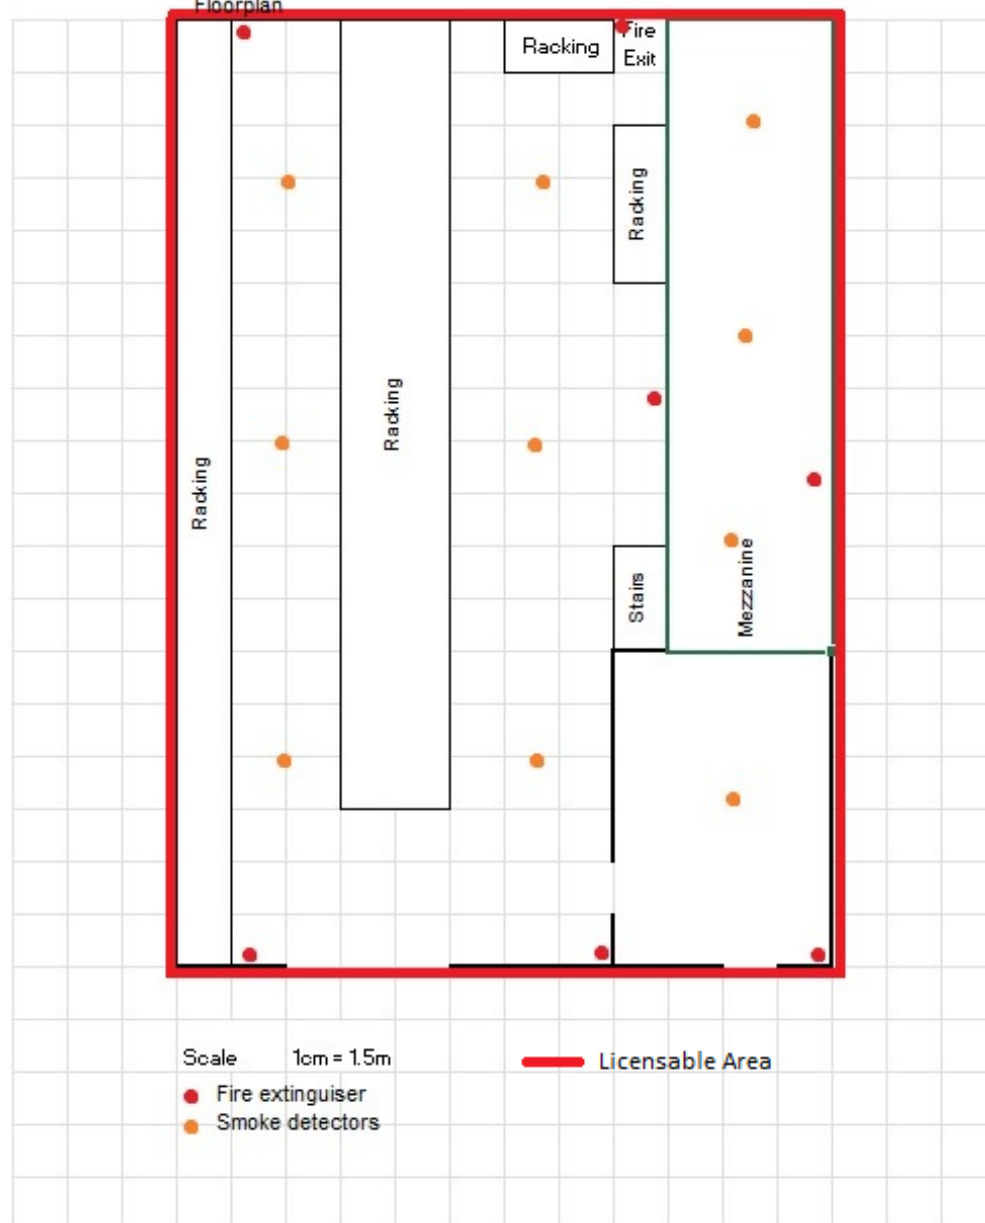 Floorplan
Racking
Fire
Exit
Racking
Racking
Racking
Stairs
Mezzanine
Scale 1cm = 1.5m
Licensable Area
Fire extinguiser
Smoke detectors